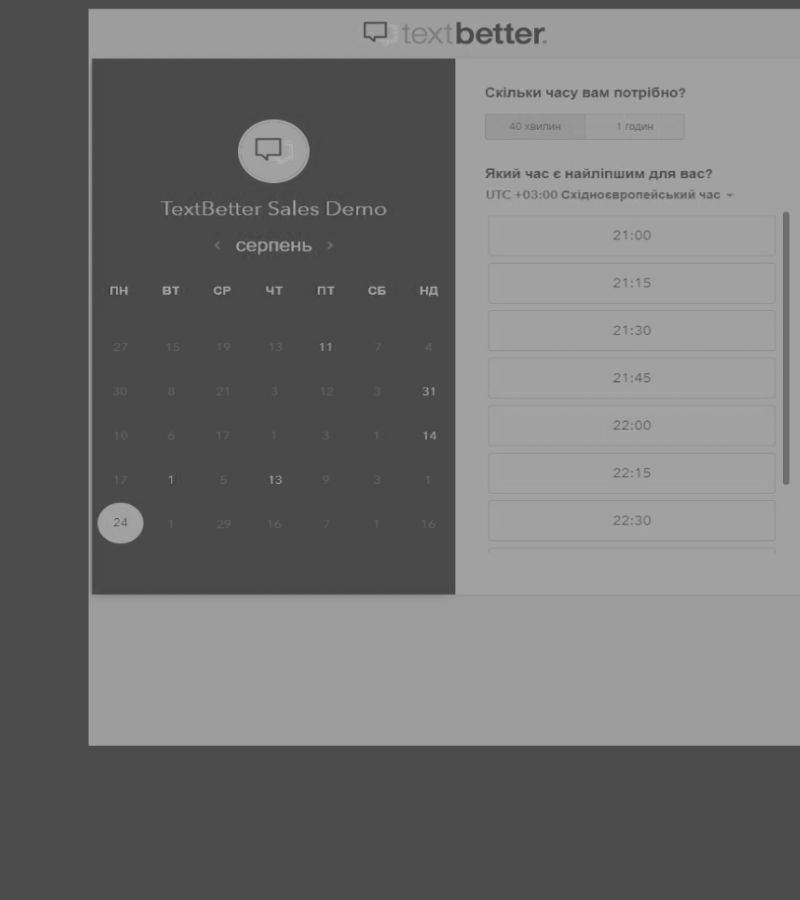 textbetter.
TextBetter Sales Demo
‹ серпень ›
ПН ВТ СР ЧТ ПТ СБ НД
27 15 19 13 11 7 4
30 8 21 3 12 3 31
10 6 17 1 3 1 14
17 1 5 13 9 3 1
24 1 29 16 7 1 16
Скільки часу вам потрібно?
40 хвилин 1 годин
Який час є найліпшим для вас?
UTC +03:00 Східноєвропейський час
21:00
21:15
21:30
21:45
22:00
22:15
22:30